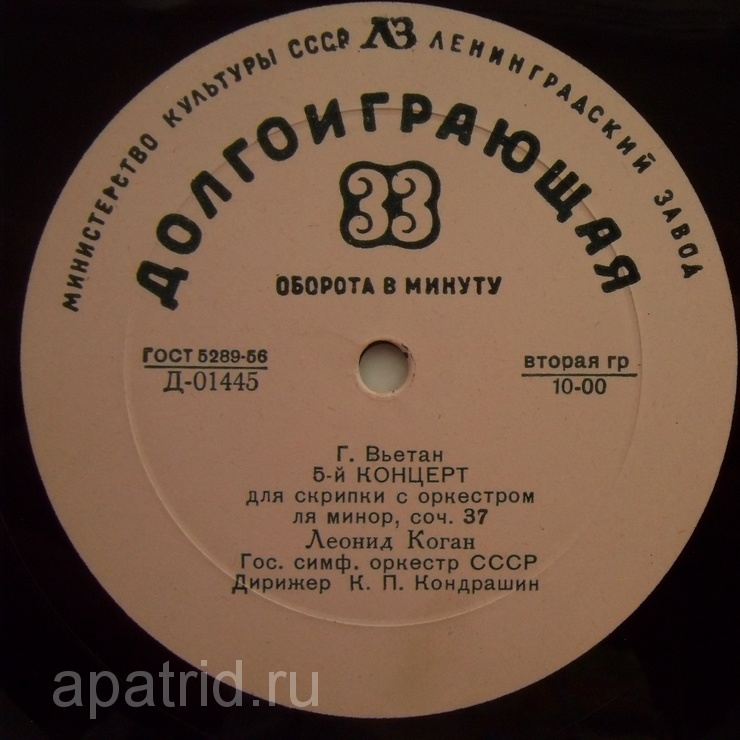 МИНИСТЕРСТВО КУЛЬТУРЫ СССР ЛЗ ЛЕНИНГРАДСКИЙ ЗАВОД
ДОЛГОИГРАЮЩАЯ
33
ОБОРОТА В МИНУТУ
ГОСТ 5289-56
Д-01445
вторая гр
10-00
Г. Вьетан
5-й КОНЦЕРТ
для скрипки с оркестром
ля минор, соч. 37
Леонид Коган
Гос. симф. оркестр СССР
Дирижер К. П. Кондрашин
apatrid.ru